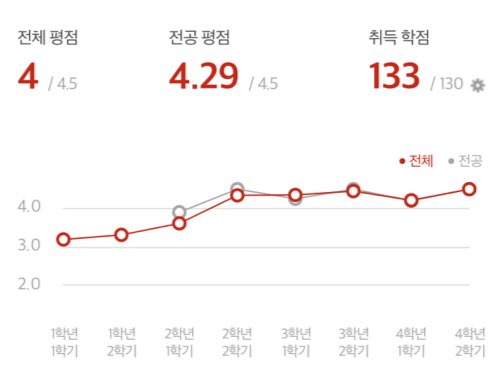 전체 평점 전공 평점 취득 학점
4 / 4.5 4.29 / 4.5 133 / 130
전체 전공
4.0
3.0
2.0
1학년 1학년 2학년 2학년 3학년 3학년 4학년 4학년
1학기 2학기 1학기 2학기 1학기 2학기 1학기 2학기